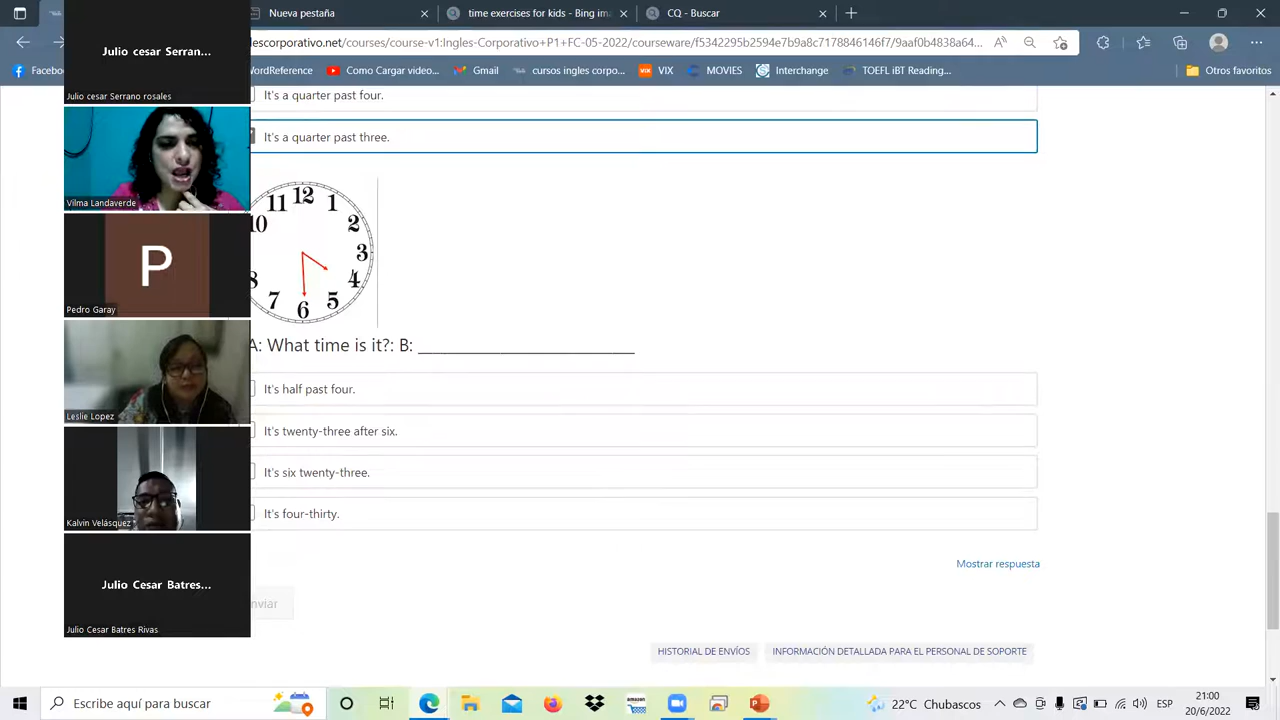 Ninján
time exercises for kids - Bing ima
CQ - Buscar
escorporativo.net/courses/course-v1:Ingles-Corporativo+P1+FC-05-2022/courseware/f5342295b2594e7b9a8c7178846146f7/9aaf0b4838a64...
Facebo
WordReference
Como Cargar video...
Gmail
cursos ingles corpo...
VIX
MOVIES
Interchange
TOEFL iBT Reading...
Otros favoritos
Julio cesar Serran...
Julio cesar Serrano rosales
Vilma Landaverde
P
Pedro Garay
Leslie Lopez
Kalvin Velásquez *
Julio Cesar Batres...
Julio Cesar Batres Rivas
It's a quarter past four.
It's a quarter past three.
11 12 1
10 2
3
8 4
7 6 5
A: What time is it?: B: ___________________________
It's half past four.
It's twenty-three after six.
It's six twenty-three.
It's four-thirty.
Mostrar respuesta
nviar
HISTORIAL DE ENVÍOS
INFORMACIÓN DETALLADA PARA EL PERSONAL DE SOPORTE
Escribe aquí para buscar
amazon
22°C Chubascos
ESP
21:00
20/6/2022